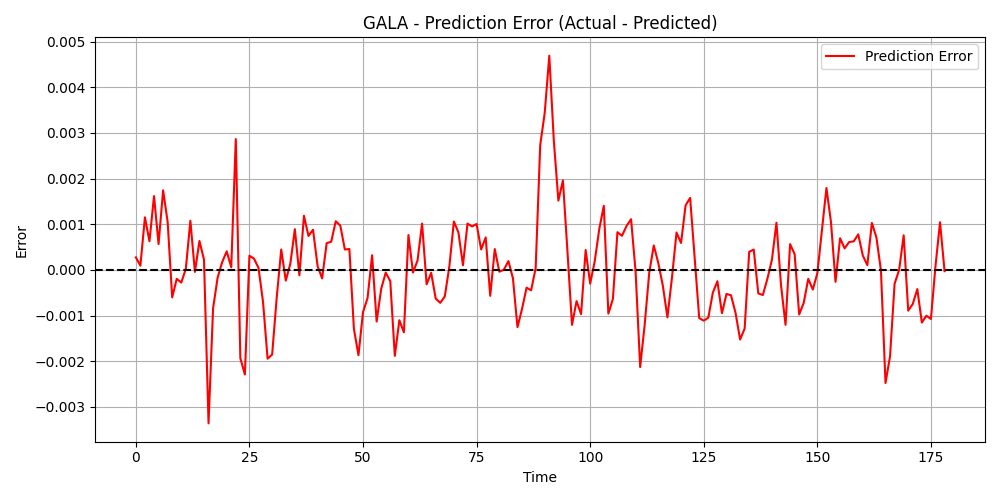 GALA - Prediction Error (Actual - Predicted)
Prediction Error
0.005
0.004
0.003
0.002
0.001
0.000
−0.001
−0.002
−0.003
Error
0 25 50 75 100 125 150 175
Time